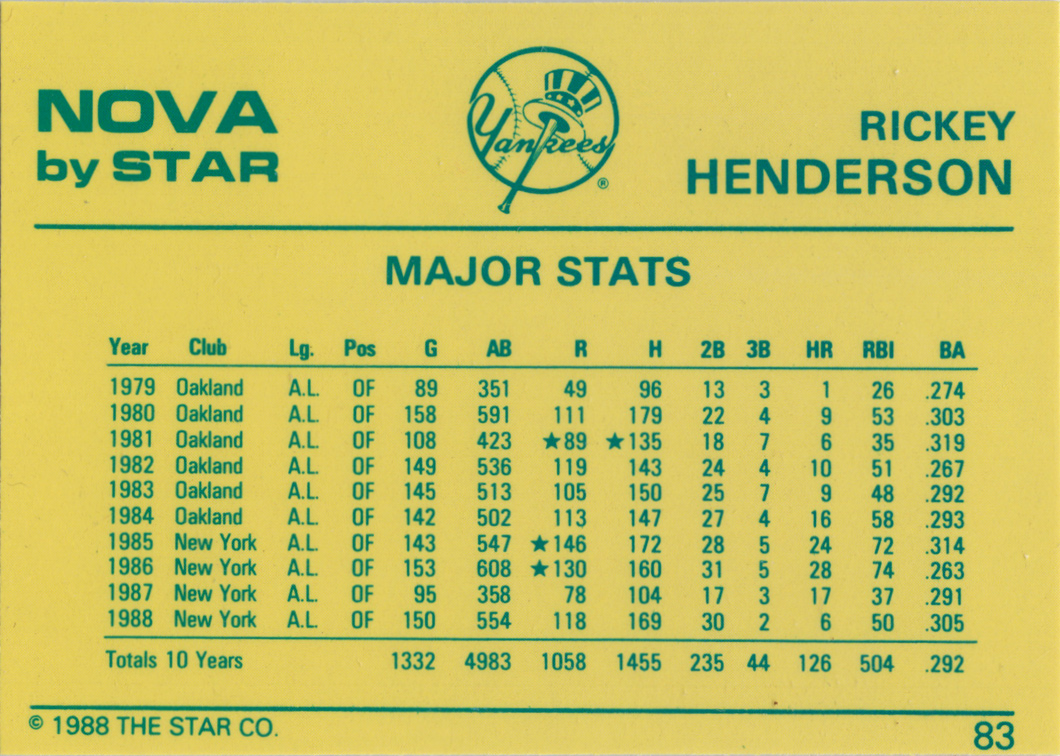 NOVA
by STAR
Yankees
®
RICKEY
HENDERSON
MAJOR STATS
Year Club Lg. Pos G AB R H 2B 3B HR RBI BA
1979 Oakland A.L. OF 89 351 49 96 13 3 1 26 .274
1980 Oakland A.L. OF 158 591 111 179 22 4 9 53 .303
1981 Oakland A.L. OF 108 423 ★89 ★135 18 7 6 35 .319
1982 Oakland A.L. OF 149 536 119 143 24 4 10 51 .267
1983 Oakland A.L. OF 145 513 105 150 25 7 9 48 .292
1984 Oakland A.L. OF 142 502 113 147 27 4 16 58 .293
1985 New York A.L. OF 143 547 ★146 172 28 5 24 72 .314
1986 New York A.L. OF 153 608 ★130 160 31 5 28 74 .263
1987 New York A.L. OF 95 358 78 104 17 3 17 37 .291
1988 New York A.L. OF 150 554 118 169 30 2 6 50 .305
Totals 10 Years 1332 4983 1058 1455 235 44 126 504 .292
© 1988 THE STAR CO.
83